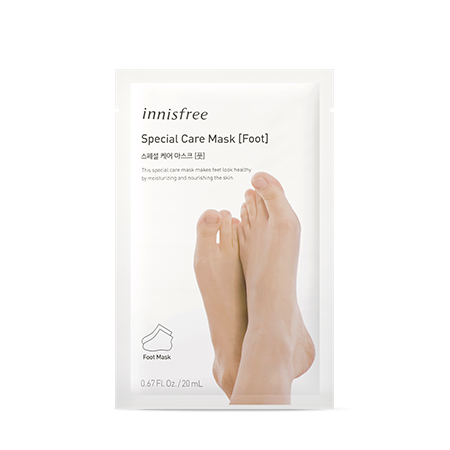 innisfree
Special Care Mask [Foot]
스페셜 케어 마스크 [풋]
This special care mask makes feet look healthy
by moisturizing and nourishing the skin.
Foot Mask
0.67 FL.Oz. / 20 mL